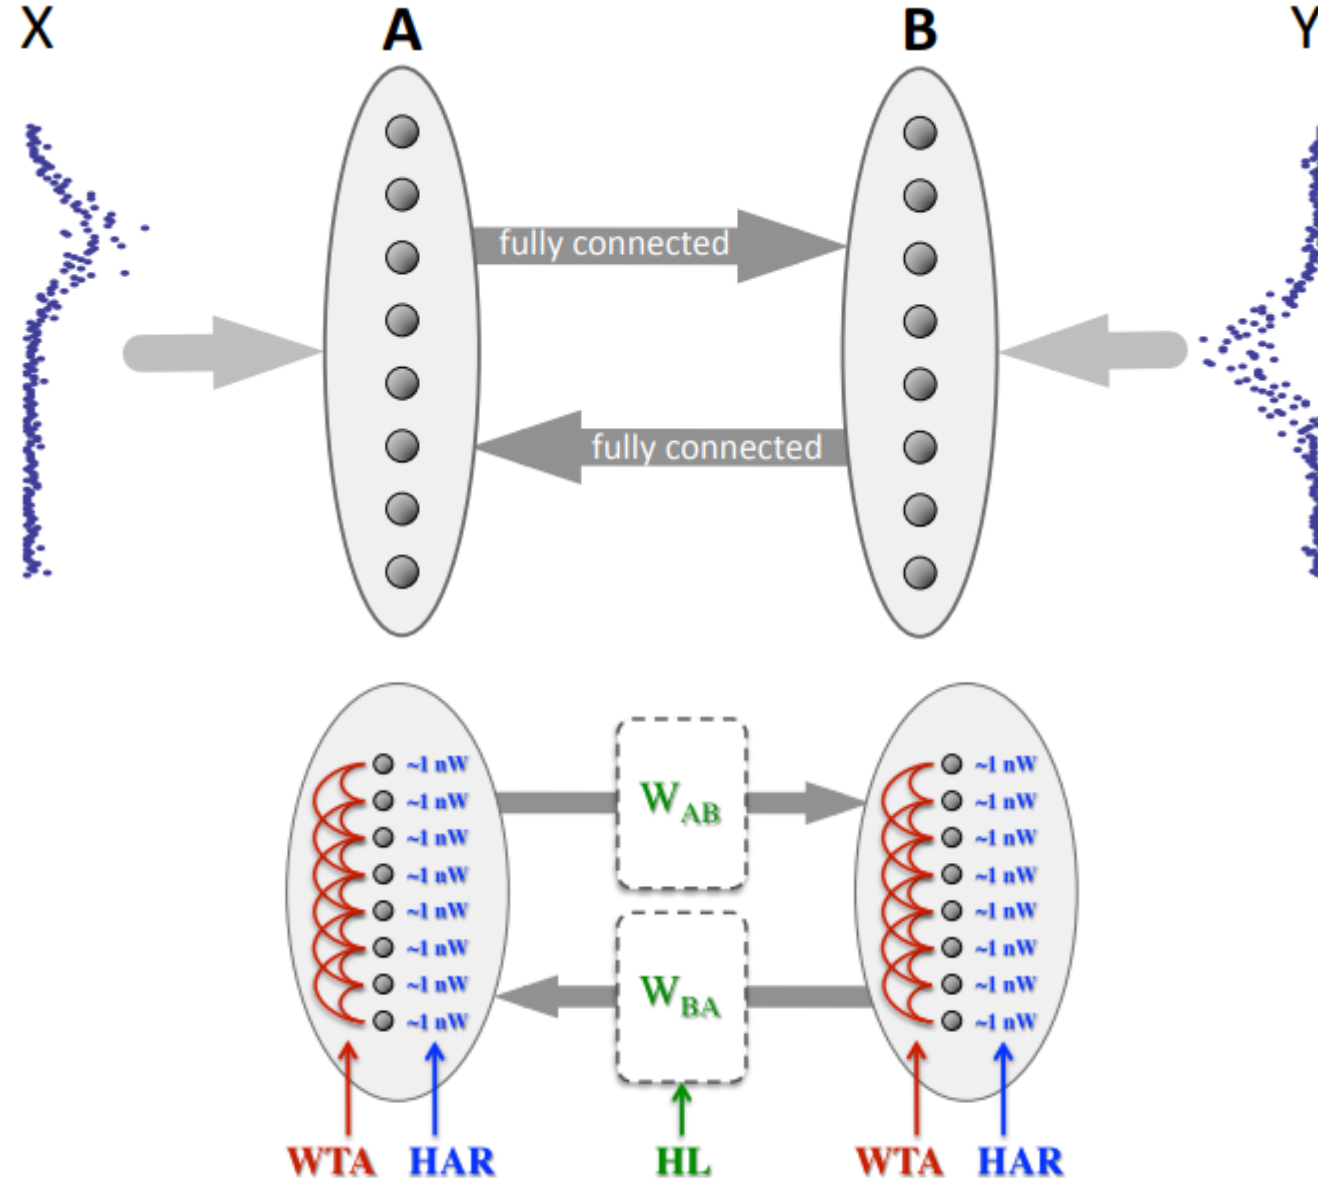 X A B Y
fully connected
fully connected
~1 nW ~1 nW
~1 nW ~1 nW
~1 nW W_AB ~1 nW
~1 nW ~1 nW
~1 nW ~1 nW
~1 nW W_BA ~1 nW
~1 nW ~1 nW
~1 nW ~1 nW
WTA HAR HL WTA HAR